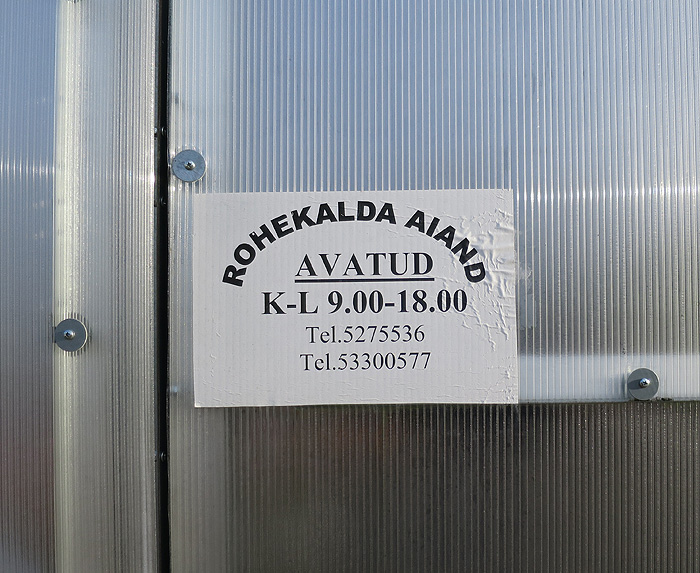 ROHEKALDA AIAND
AVATUD
K-L 9.00-18.00
Tel.5275536
Tel.53300577